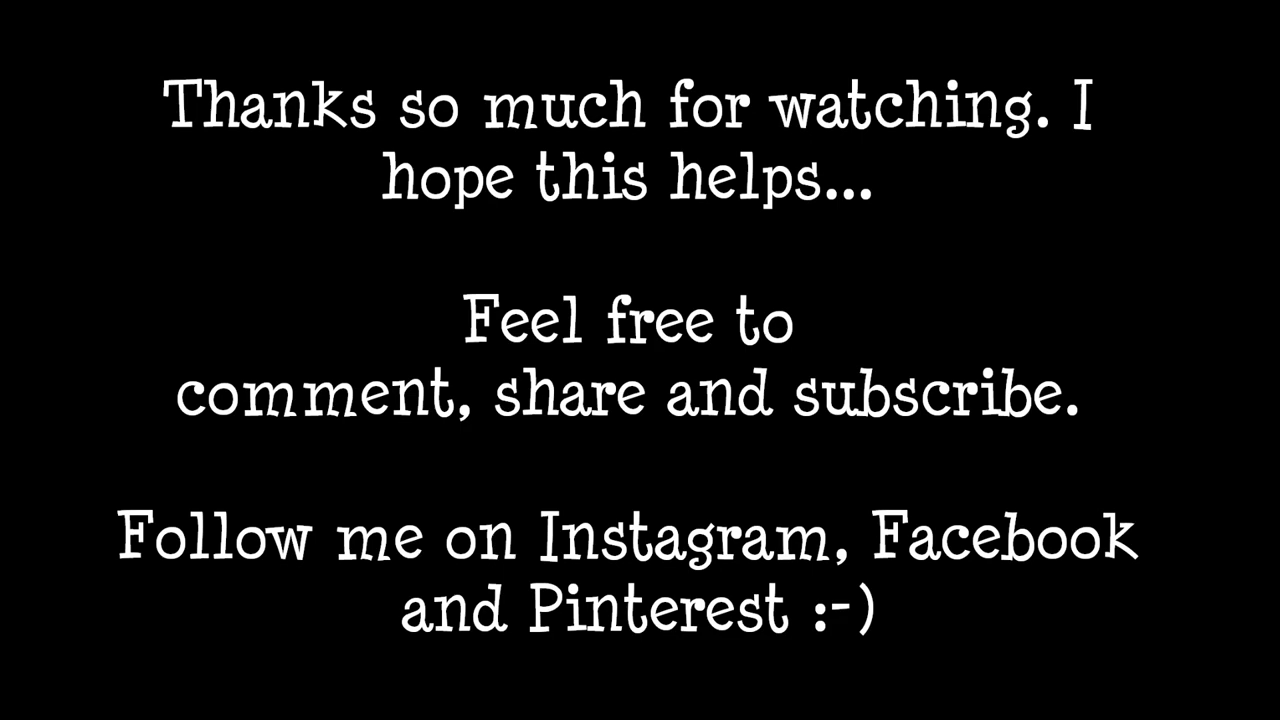 Thanks so much for watching. I
hope this helps...
Feel free to
comment, share and subscribe.
Follow me on Instagram, Facebook
and Pinterest :-)